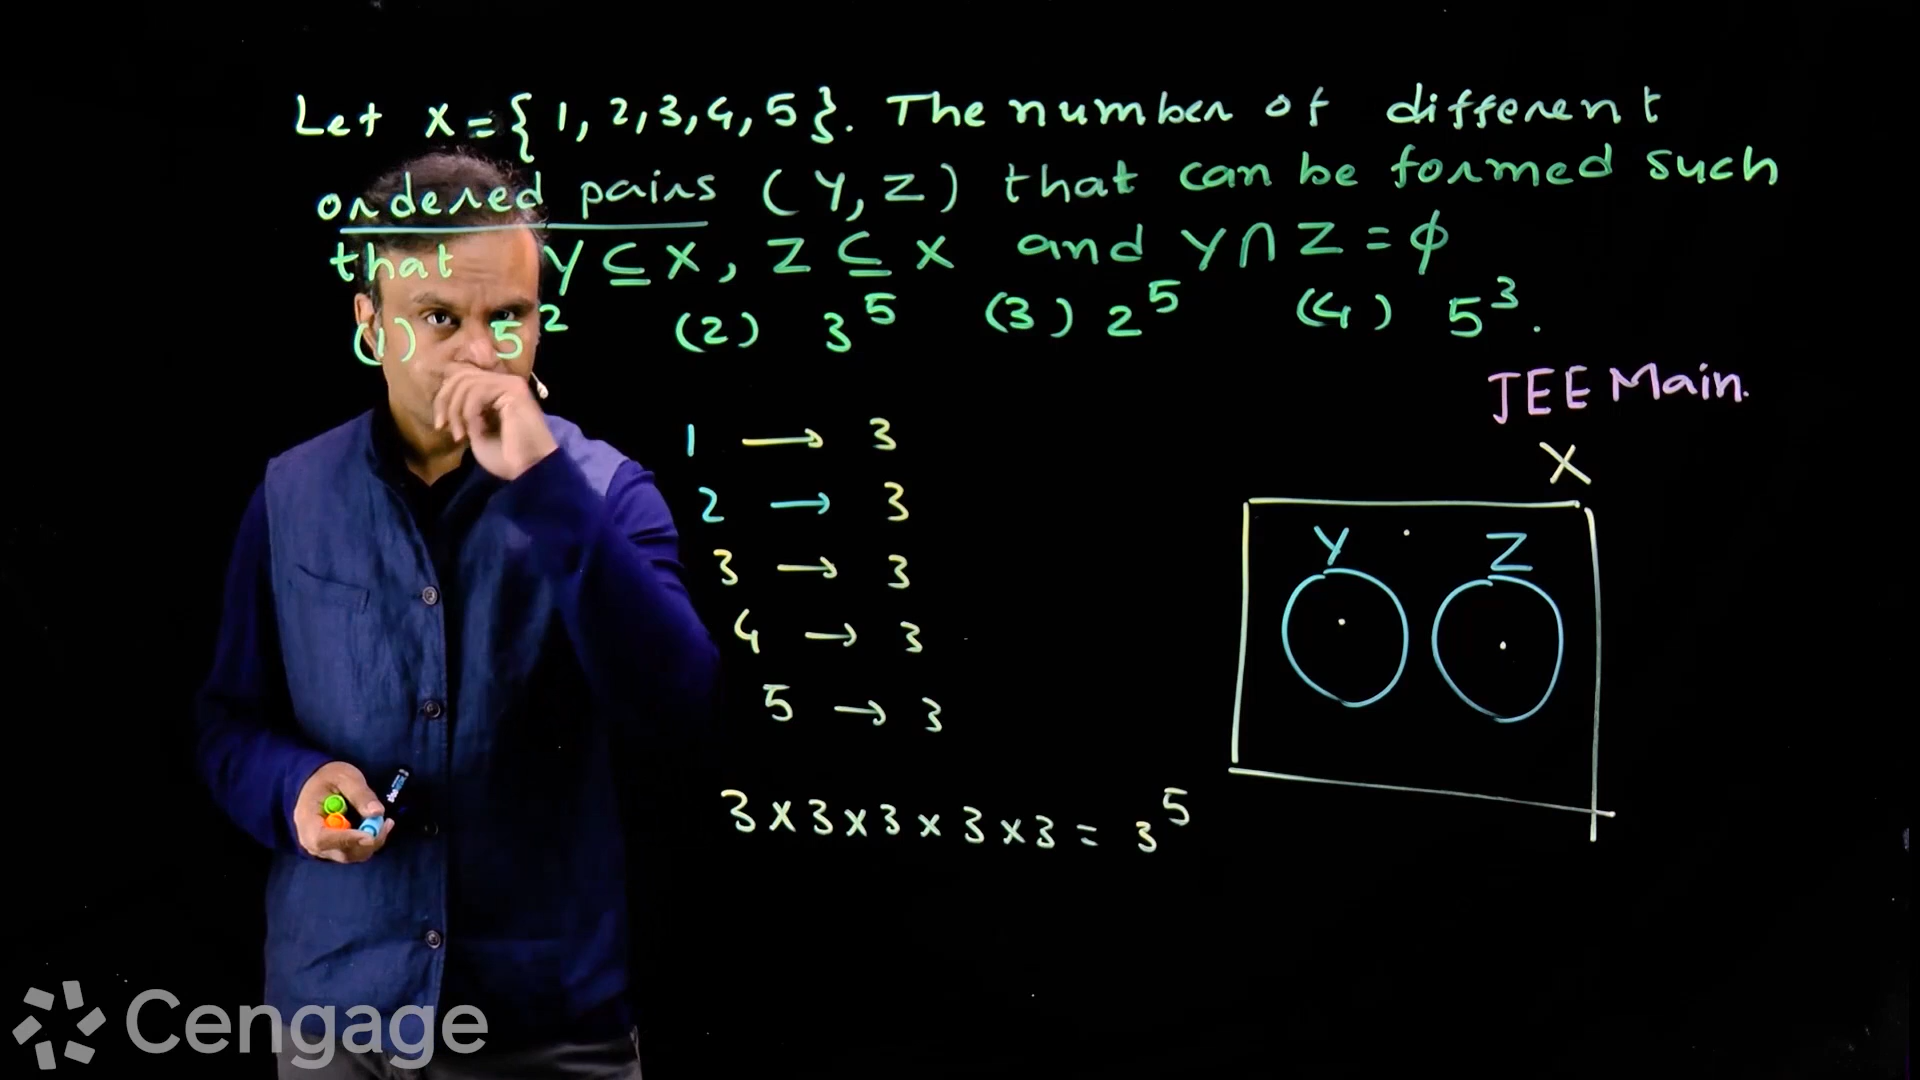 Let X = { 1, 2, 3, 4, 5 }. The number of different
ordered pairs ( Y, Z ) that can be formed such
that Y ⊆ X, Z ⊆ X and Y ∩ Z = ϕ
(1) 5² (2) 3⁵ (3) 2⁵ (4) 5³.
JEE Main.
1 → 3
2 → 3
3 → 3
4 → 3
5 → 3
3 × 3 × 3 × 3 × 3 = 3⁵
X
Y Z
Cengage